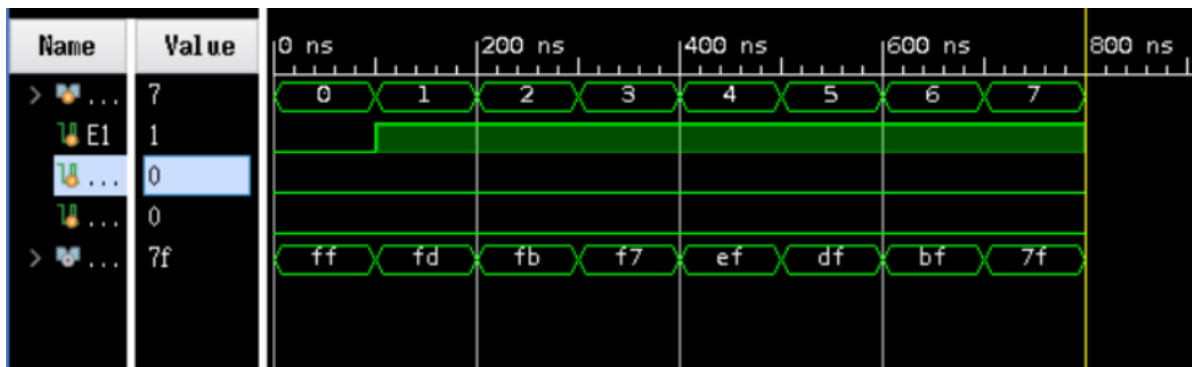 Name Value 0 ns 200 ns 400 ns 600 ns 800 ns
> ... 7 0 1 2 3 4 5 6 7
E1 1
... 0
... 0
> ... 7f ff fd fb f7 ef df bf 7f